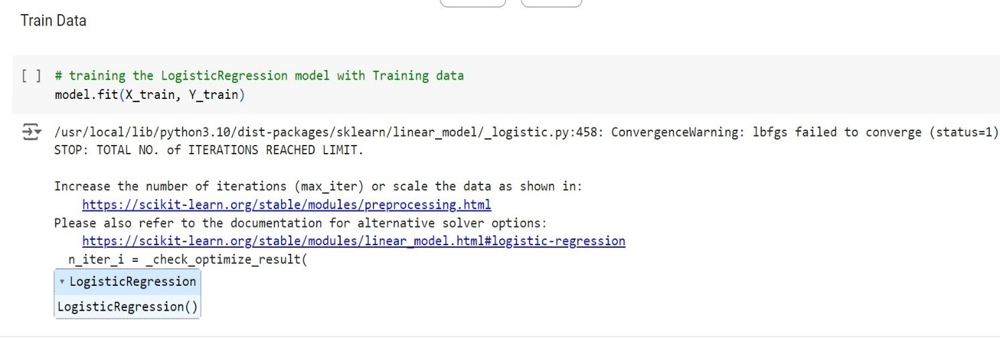 Train Data
[ ] # training the LogisticRegression model with Training data
model.fit(X_train, Y_train)
/usr/local/lib/python3.10/dist-packages/sklearn/linear_model/_logistic.py:458: ConvergenceWarning: lbfgs failed to converge (status=1)
STOP: TOTAL NO. of ITERATIONS REACHED LIMIT.
Increase the number of iterations (max_iter) or scale the data as shown in:
https://scikit-learn.org/stable/modules/preprocessing.html
Please also refer to the documentation for alternative solver options:
https://scikit-learn.org/stable/modules/linear_model.html#logistic-regression
n_iter_i = _check_optimize_result(
▾ LogisticRegression
LogisticRegression()